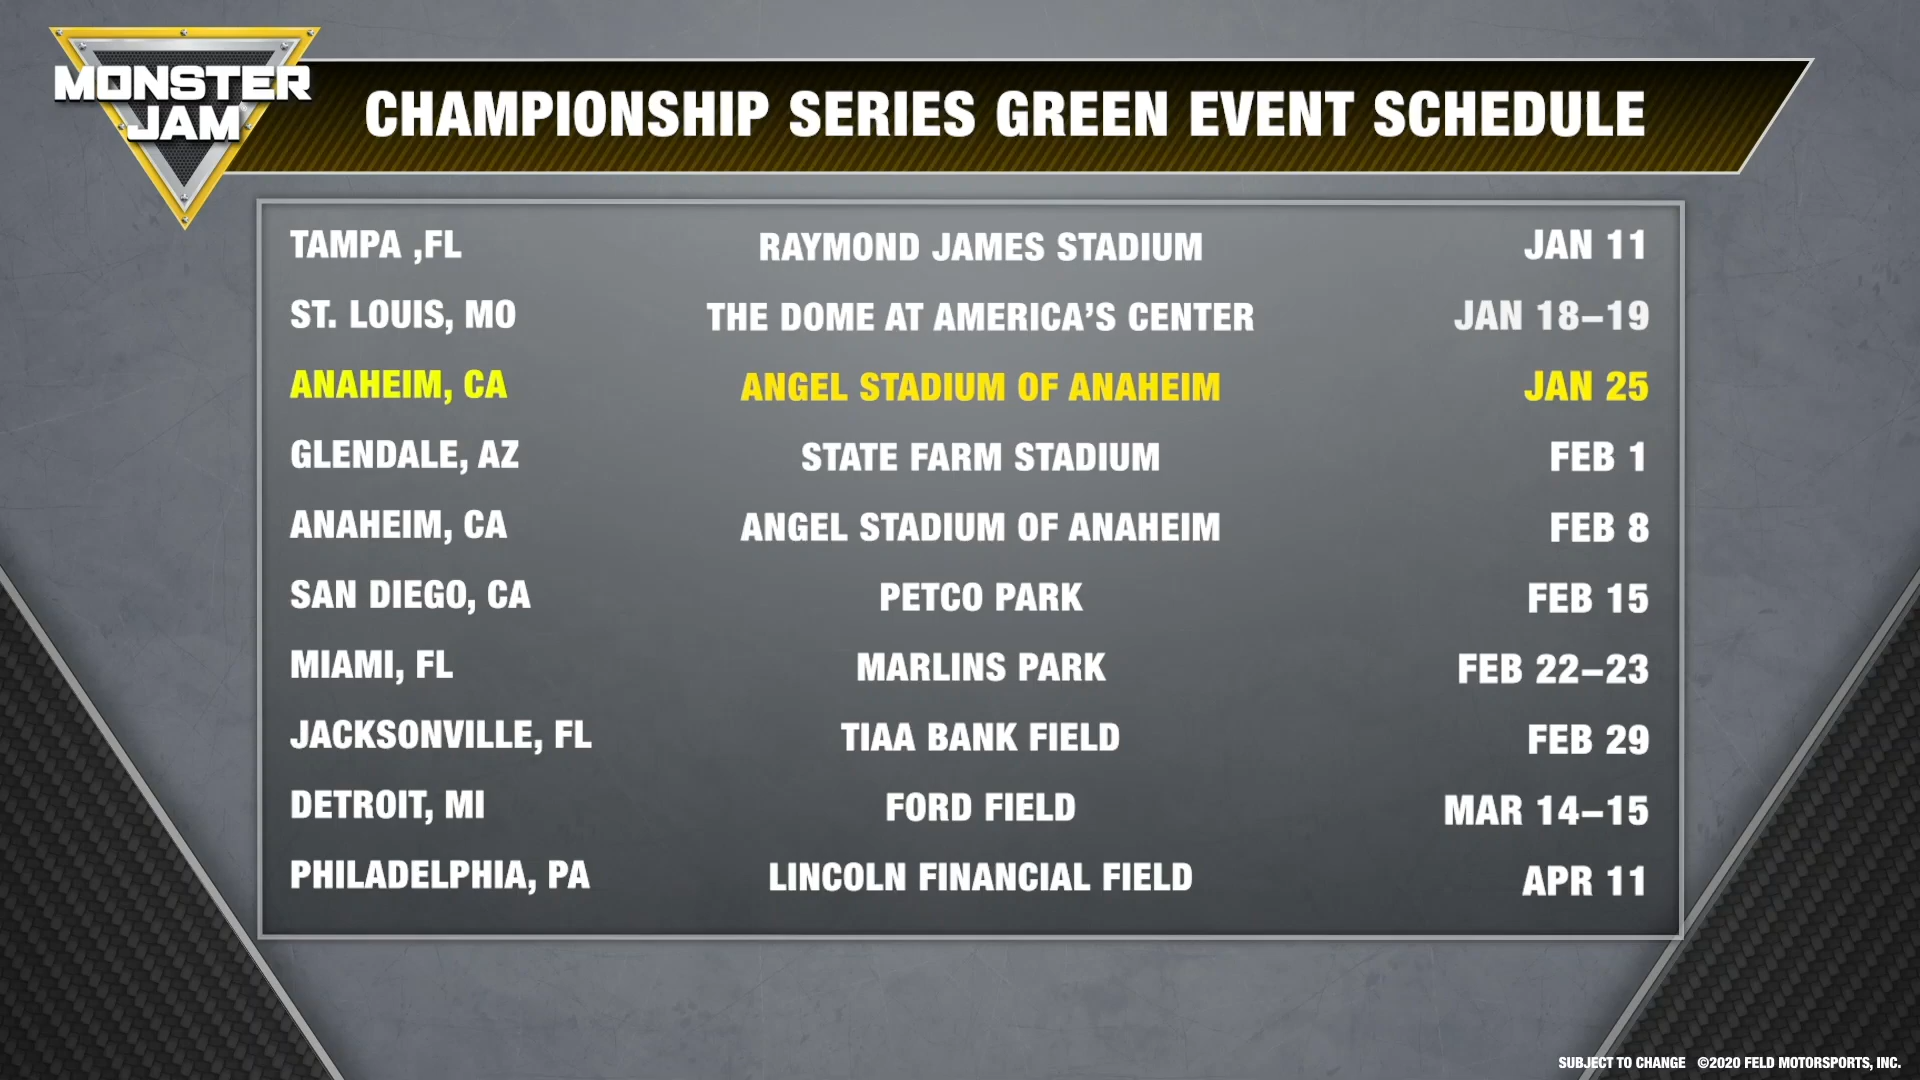 MONSTER
JAM
CHAMPIONSHIP SERIES GREEN EVENT SCHEDULE
TAMPA ,FL RAYMOND JAMES STADIUM JAN 11
ST. LOUIS, MO THE DOME AT AMERICA'S CENTER JAN 18–19
ANAHEIM, CA ANGEL STADIUM OF ANAHEIM JAN 25
GLENDALE, AZ STATE FARM STADIUM FEB 1
ANAHEIM, CA ANGEL STADIUM OF ANAHEIM FEB 8
SAN DIEGO, CA PETCO PARK FEB 15
MIAMI, FL MARLINS PARK FEB 22–23
JACKSONVILLE, FL TIAA BANK FIELD FEB 29
DETROIT, MI FORD FIELD MAR 14–15
PHILADELPHIA, PA LINCOLN FINANCIAL FIELD APR 11
SUBJECT TO CHANGE ©2020 FELD MOTORSPORTS, INC.